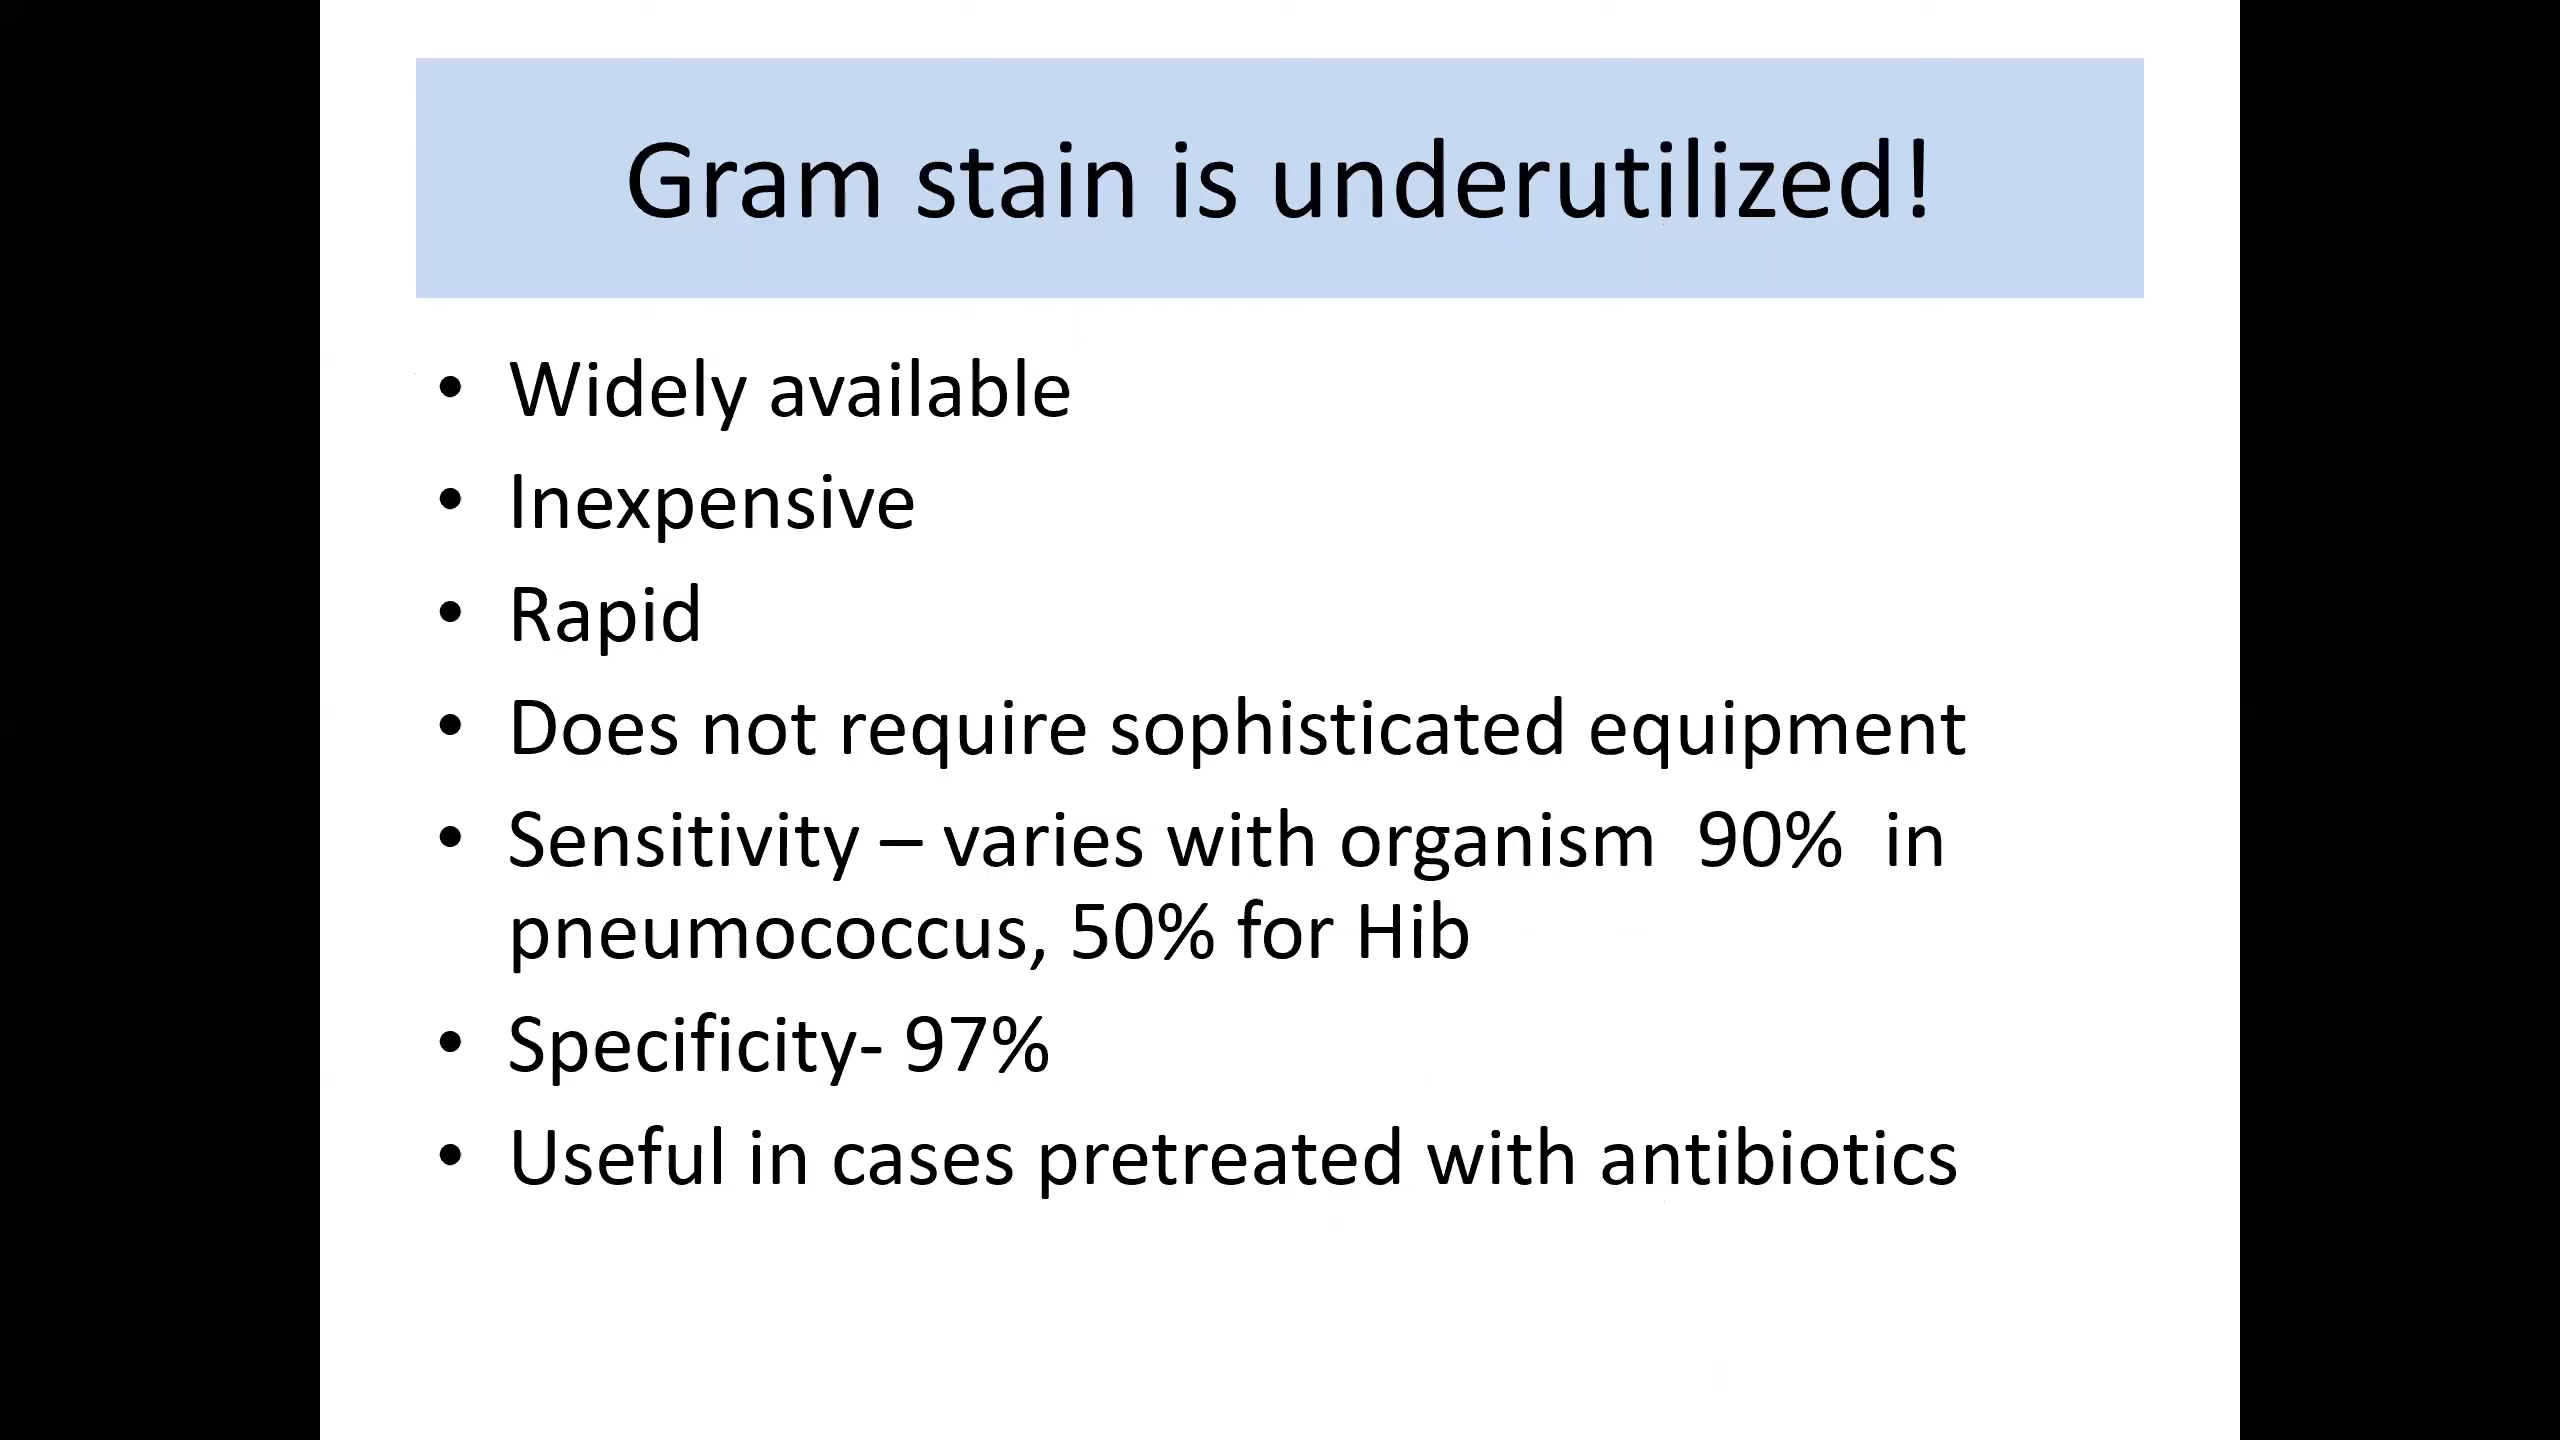 Gram stain is underutilized!
• Widely available
• Inexpensive
• Rapid
• Does not require sophisticated equipment
• Sensitivity – varies with organism  90%  in
pneumococcus, 50% for Hib
• Specificity- 97%
• Useful in cases pretreated with antibiotics